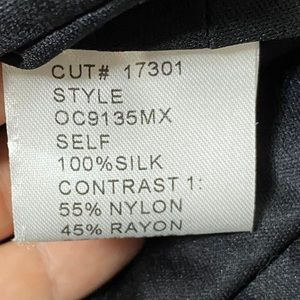 CUT# 17301
STYLE
OC9135MX
SELF
100%SILK
CONTRAST 1:
55% NYLON
45% RAYON